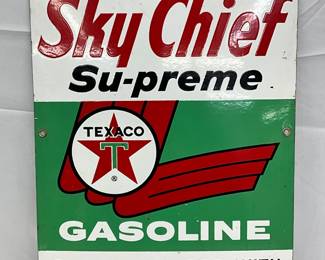 Sky Chief
Su-preme
TEXACO
T
®
GASOLINE